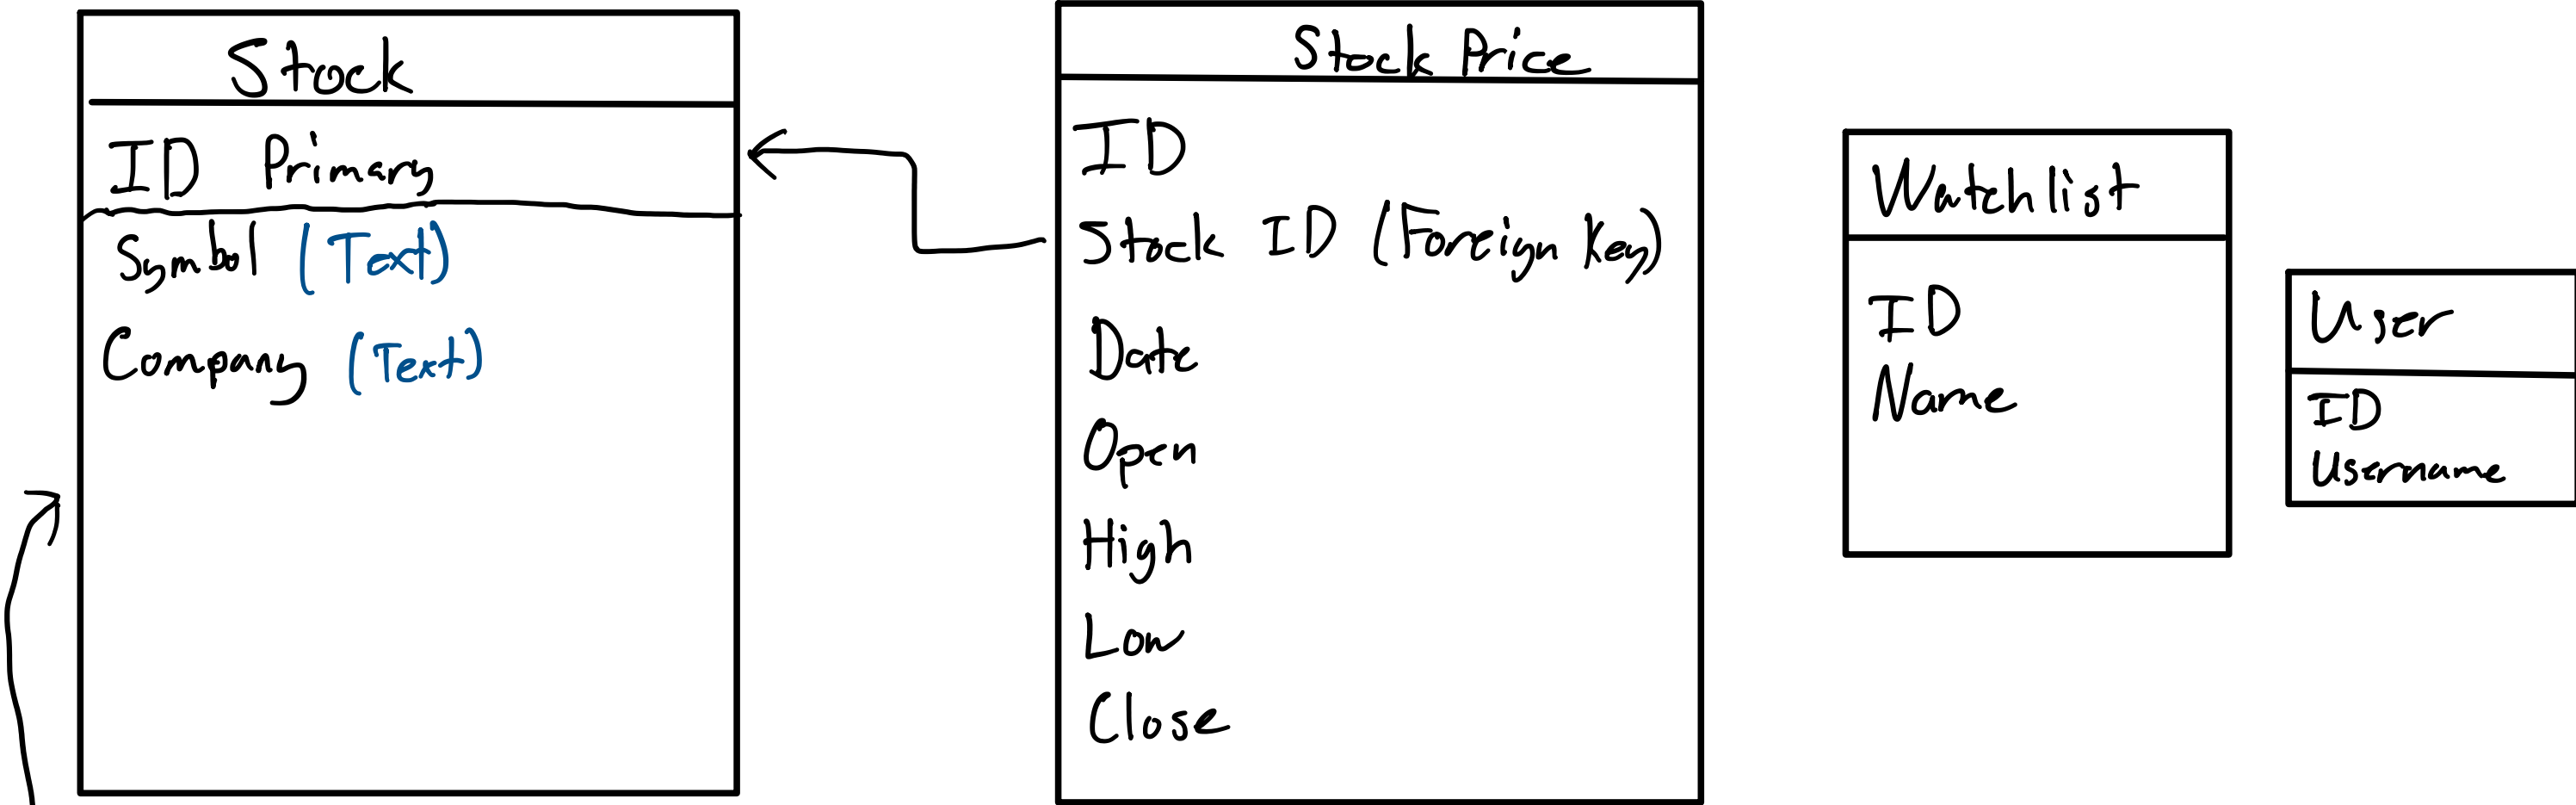 Stock
ID Primary
Symbol (Text)
Company (Text)
Stock Price
ID
Stock ID (Foreign Key)
Date
Open
High
Low
Close
Watchlist
ID
Name
User
ID
Username